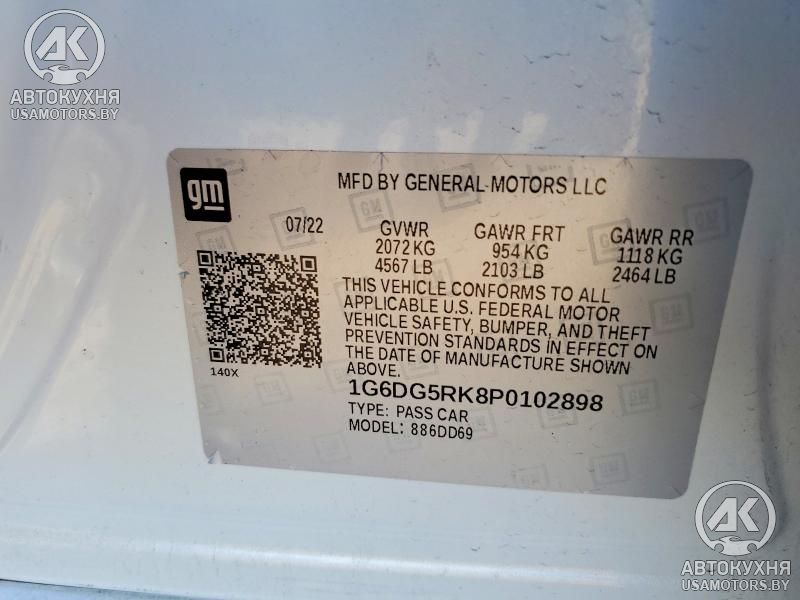 АВТОКУХНЯ
USAMOTORS.BY
gm
MFD BY GENERAL MOTORS LLC
07/22
GVWR GAWR FRT GAWR RR
2072 KG 954 KG 1118 KG
4567 LB 2103 LB 2464 LB
THIS VEHICLE CONFORMS TO ALL
APPLICABLE U.S. FEDERAL MOTOR
VEHICLE SAFETY, BUMPER, AND THEFT
PREVENTION STANDARDS IN EFFECT ON
THE DATE OF MANUFACTURE SHOWN
ABOVE.
140X
1G6DG5RK8P0102898
TYPE: PASS CAR
MODEL: 886DD69
АК
АВТОКУХНЯ
USAMOTORS.BY